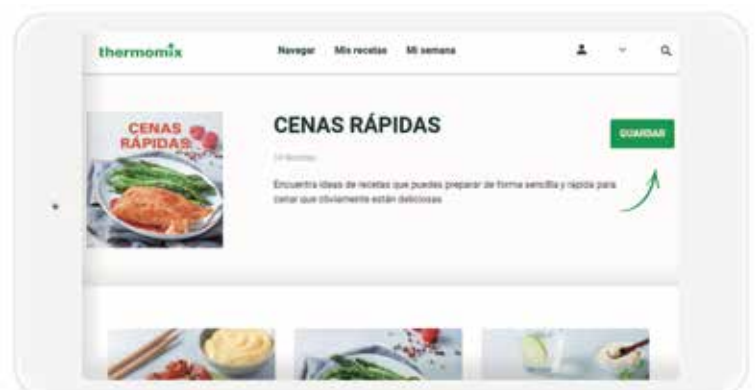 thermomix
Navegar Mis recetas Mi semana
CENAS
RÁPIDAS
CENAS RÁPIDAS
GUARDAR
Recetas
Encuentra ideas de recetas que puedes preparar de forma sencilla y rápida para
cenar que obviamente están deliciosas